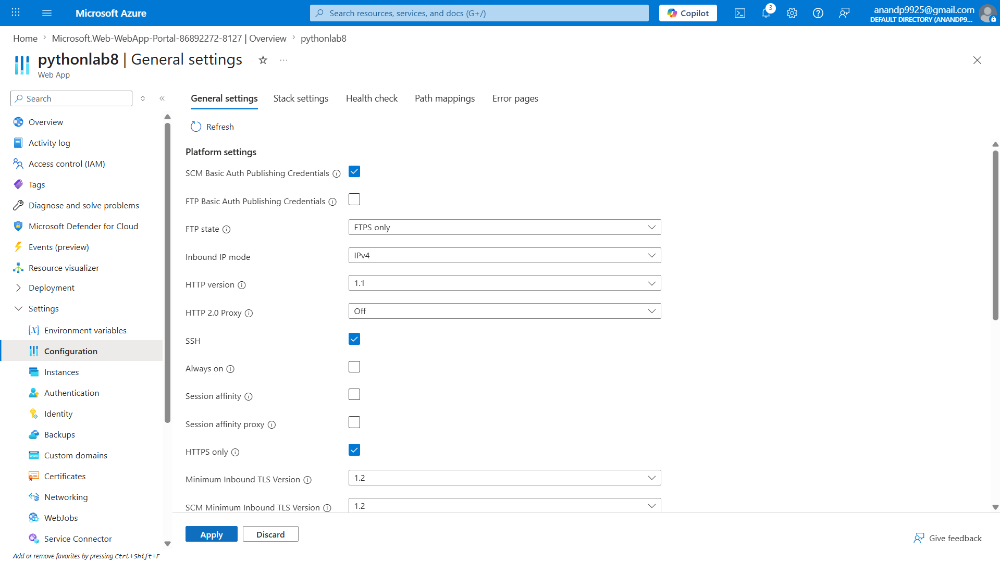 Microsoft Azure
Search resources, services, and docs (G+/)
Copilot
3
anandp9925@gmail.com
DEFAULT DIRECTORY (ANANDP9...
Home > Microsoft.Web-WebApp-Portal-86892272-8127 | Overview > pythonlab8
pythonlab8 | General settings
Web App
Search
General settings Stack settings Health check Path mappings Error pages
Refresh
Overview
Activity log
Access control (IAM)
Tags
Diagnose and solve problems
Microsoft Defender for Cloud
Events (preview)
Resource visualizer
Deployment
Settings
Environment variables
Configuration
Instances
Authentication
Identity
Backups
Custom domains
Certificates
Networking
WebJobs
Service Connector
Add or remove favorites by pressing Ctrl+Shift+F
Platform settings
SCM Basic Auth Publishing Credentials
FTP Basic Auth Publishing Credentials
FTP state FTPS only
Inbound IP mode IPv4
HTTP version 1.1
HTTP 2.0 Proxy Off
SSH
Always on
Session affinity
Session affinity proxy
HTTPS only
Minimum Inbound TLS Version 1.2
SCM Minimum Inbound TLS Version 1.2
Apply Discard
Give feedback